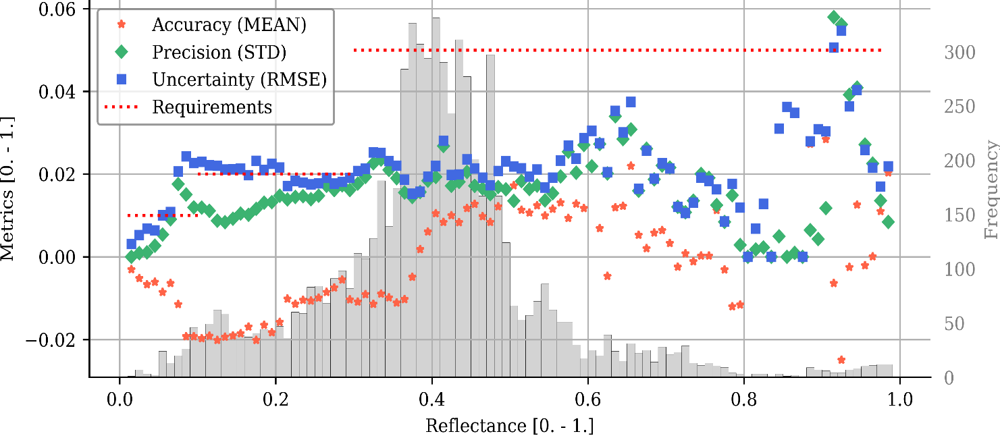 0.06
0.04
0.02
0.00
−0.02
Metrics [0. - 1.]
Accuracy (MEAN)
Precision (STD)
Uncertainty (RMSE)
Requirements
300
250
200
150
100
50
0
Frequency
0.0 0.2 0.4 0.6 0.8 1.0
Reflectance [0. - 1.]